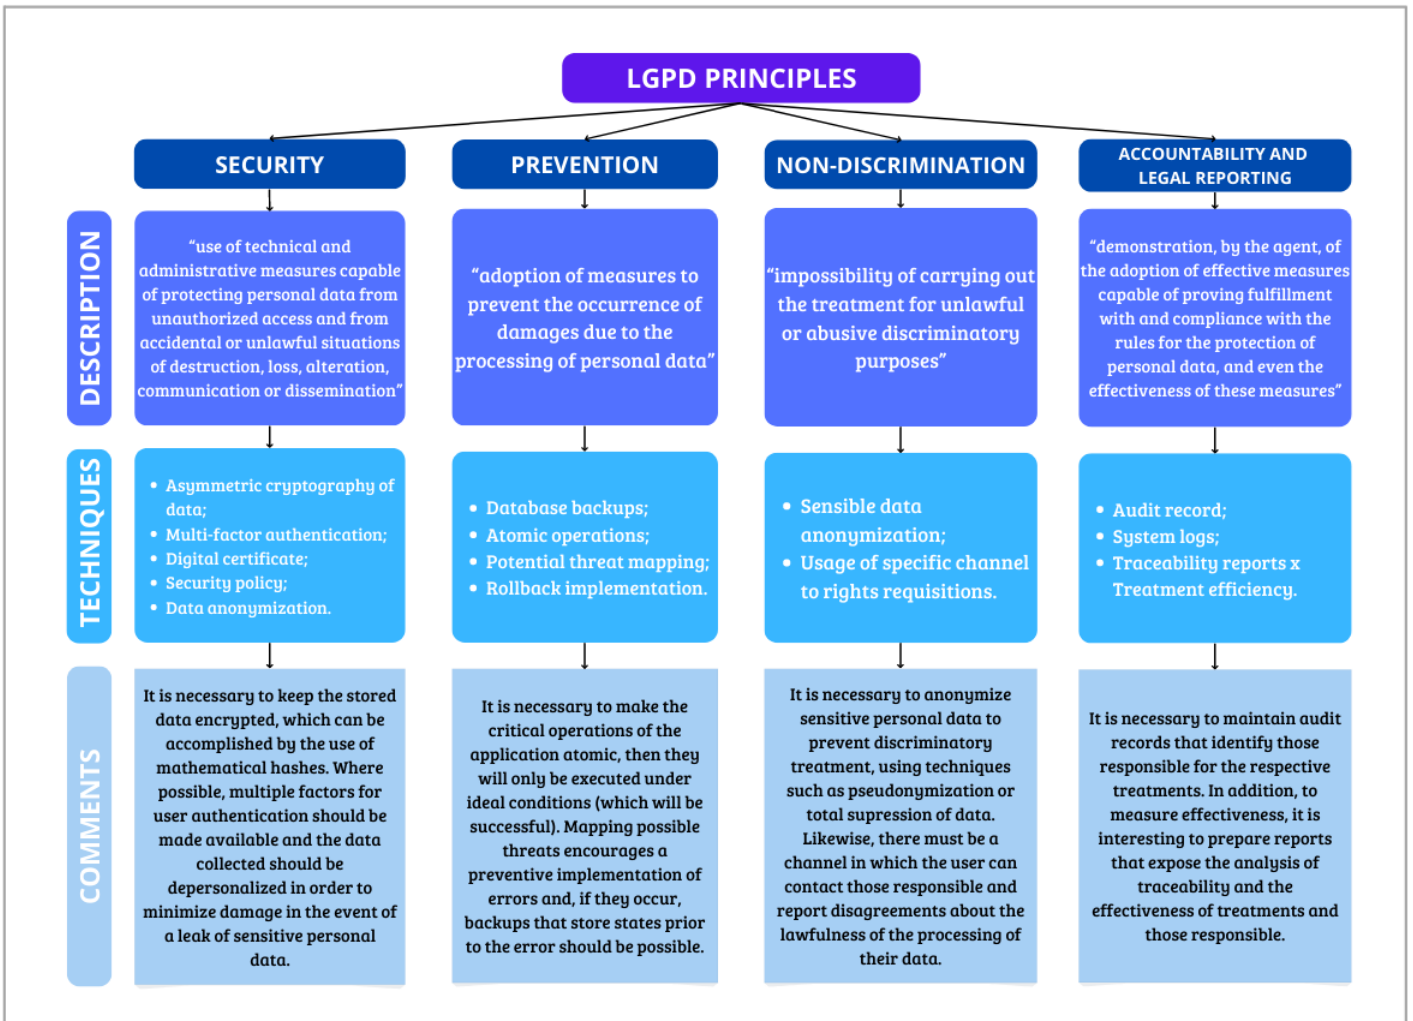 LGPD PRINCIPLES
SECURITY
PREVENTION
NON-DISCRIMINATION
ACCOUNTABILITY AND
LEGAL REPORTING
DESCRIPTION
“use of technical and
administrative measures capable
of protecting personal data from
unauthorized access and from
accidental or unlawful situations
of destruction, loss, alteration,
communication or dissemination”
“adoption of measures to
prevent the occurrence of
damages due to the
processing of personal data”
“impossibility of carrying out
the treatment for unlawful
or abusive discriminatory
purposes”
“demonstration, by the agent, of
the adoption of effective measures
capable of proving fulfillment
with and compliance with the
rules for the protection of
personal data, and even the
effectiveness of these measures”
TECHNIQUES
• Asymmetric cryptography of
data;
• Multi-factor authentication;
• Digital certificate;
• Security policy;
• Data anonymization.
• Database backups;
• Atomic operations;
• Potential threat mapping;
• Rollback implementation.
• Sensible data
anonymization;
• Usage of specific channel
to rights requisitions.
• Audit record;
• System logs;
• Traceability reports x
Treatment efficiency.
COMMENTS
It is necessary to keep the stored
data encrypted, which can be
accomplished by the use of
mathematical hashes. Where
possible, multiple factors for
user authentication should be
made available and the data
collected should be
depersonalized in order to
minimize damage in the event of
a leak of sensitive personal
data.
It is necessary to make the
critical operations of the
application atomic, then they
will only be executed under
ideal conditions (which will be
successful). Mapping possible
threats encourages a
preventive implementation of
errors and, if they occur,
backups that store states prior
to the error should be possible.
It is necessary to anonymize
sensitive personal data to
prevent discriminatory
treatment, using techniques
such as pseudonymization or
total supression of data.
Likewise, there must be a
channel in which the user can
contact those responsible and
report disagreements about the
lawfulness of the processing of
their data.
It is necessary to maintain audit
records that identify those
responsible for the respective
treatments. In addition, to
measure effectiveness, it is
interesting to prepare reports
that expose the analysis of
traceability and the
effectiveness of treatments and
those responsible.